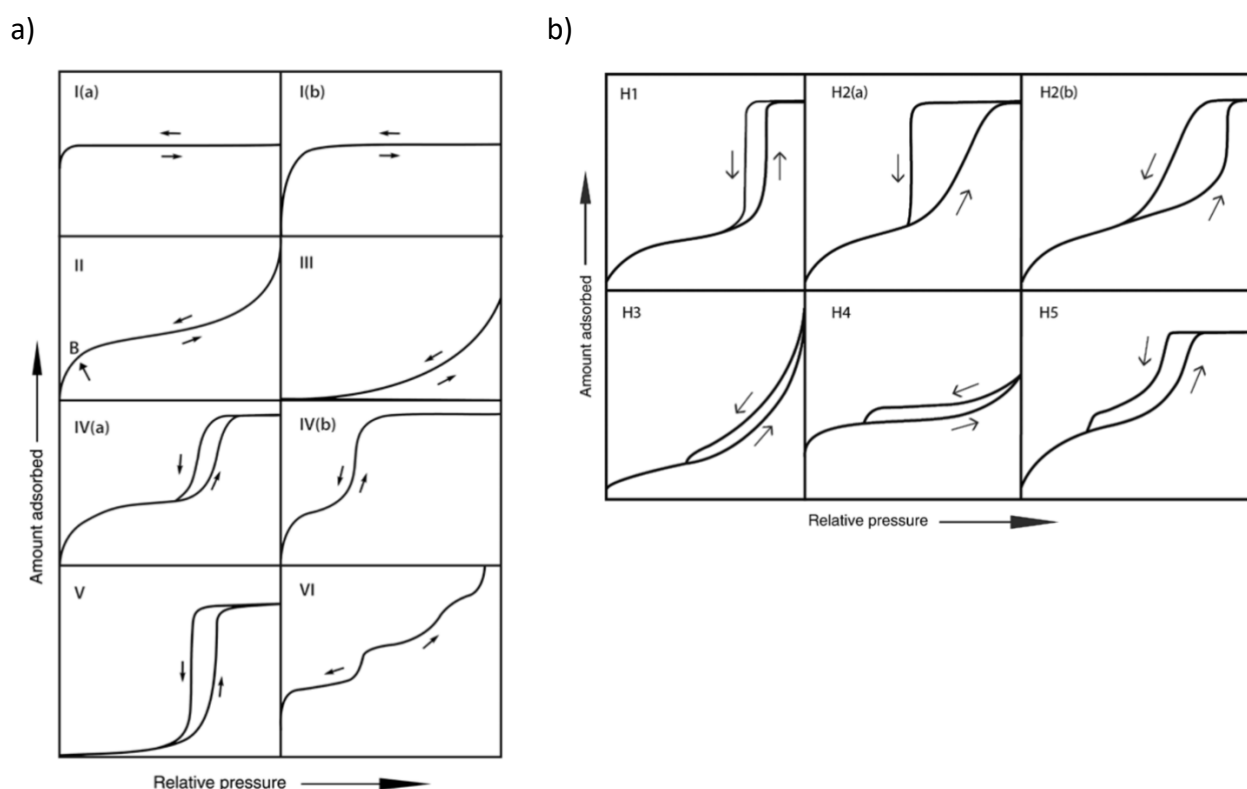 a)
I(a)
I(b)
II
III
B
IV(a)
IV(b)
V
VI
Amount adsorbed
Relative pressure
b)
H1
H2(a)
H2(b)
H3
H4
H5
Amount adsorbed
Relative pressure